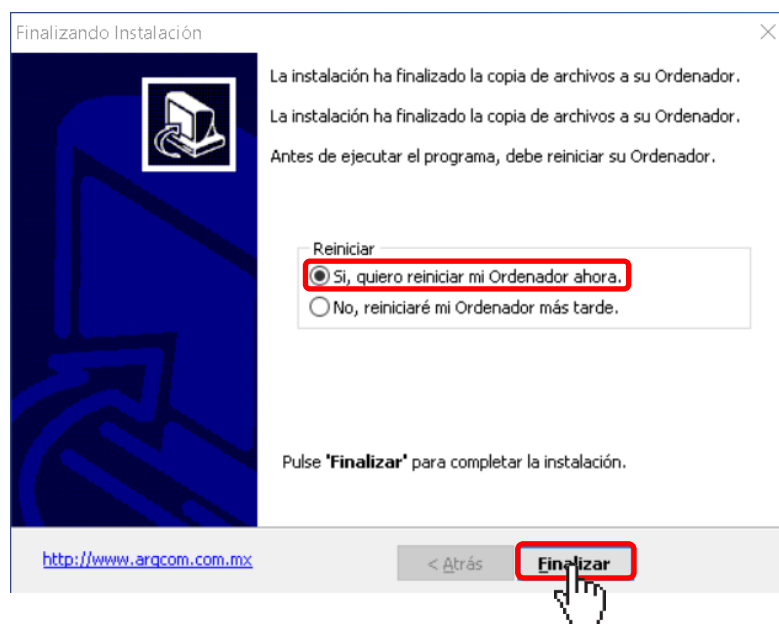 Finalizando Instalación
La instalación ha finalizado la copia de archivos a su Ordenador.
La instalación ha finalizado la copia de archivos a su Ordenador.
Antes de ejecutar el programa, debe reiniciar su Ordenador.
Reiniciar
Si, quiero reiniciar mi Ordenador ahora.
No, reiniciaré mi Ordenador más tarde.
Pulse 'Finalizar' para completar la instalación.
http://www.arqcom.com.mx
< Atrás
Finalizar